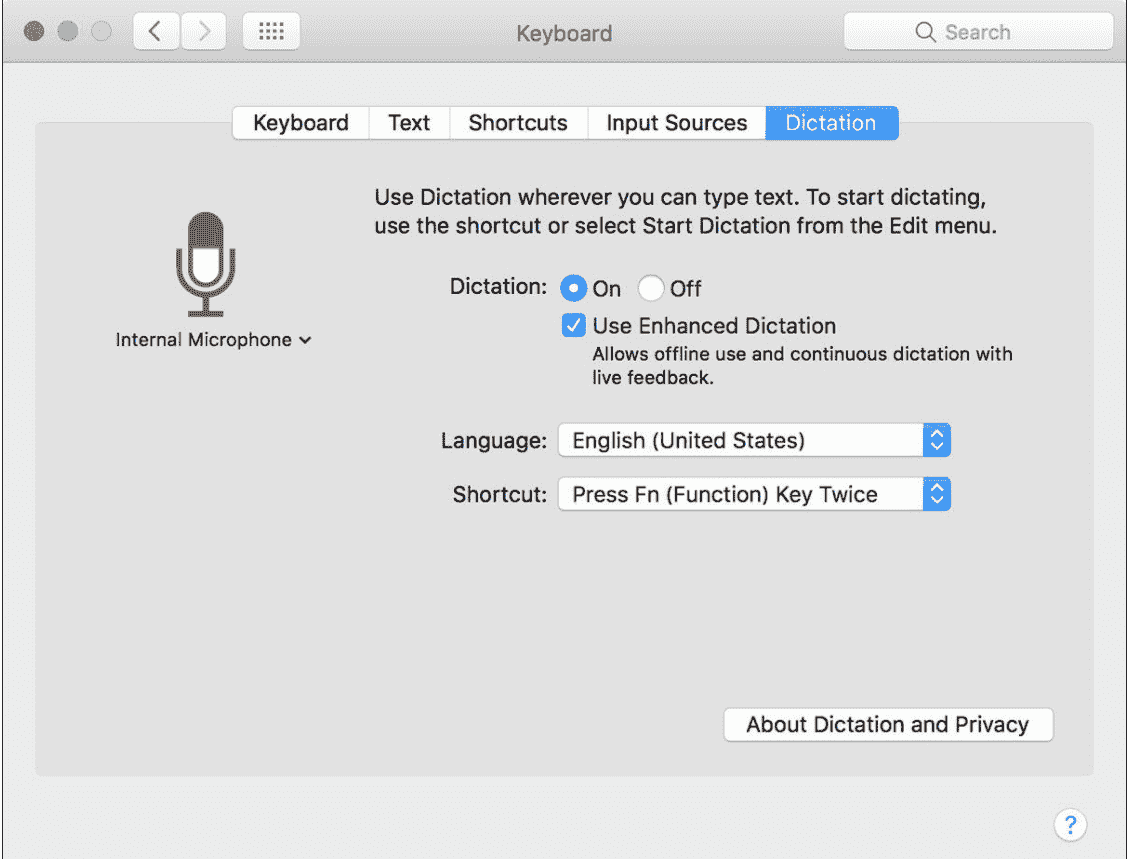 Keyboard
Search
Keyboard
Text
Shortcuts
Input Sources
Dictation
Use Dictation wherever you can type text. To start dictating,
use the shortcut or select Start Dictation from the Edit menu.
Internal Microphone
Dictation: On Off
Use Enhanced Dictation
Allows offline use and continuous dictation with
live feedback.
Language: English (United States)
Shortcut: Press Fn (Function) Key Twice
About Dictation and Privacy
?